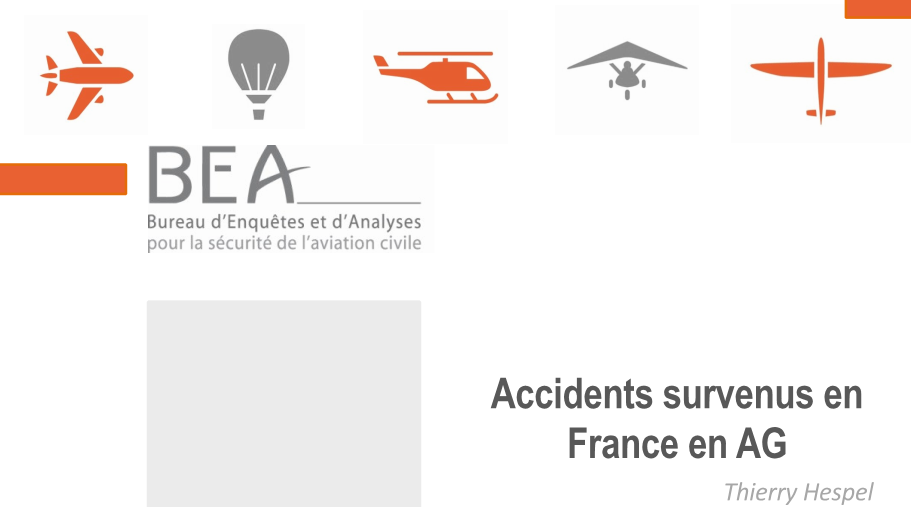 BEA
Bureau d'Enquêtes et d'Analyses
pour la sécurité de l'aviation civile
Accidents survenus en
France en AG
Thierry Hespel